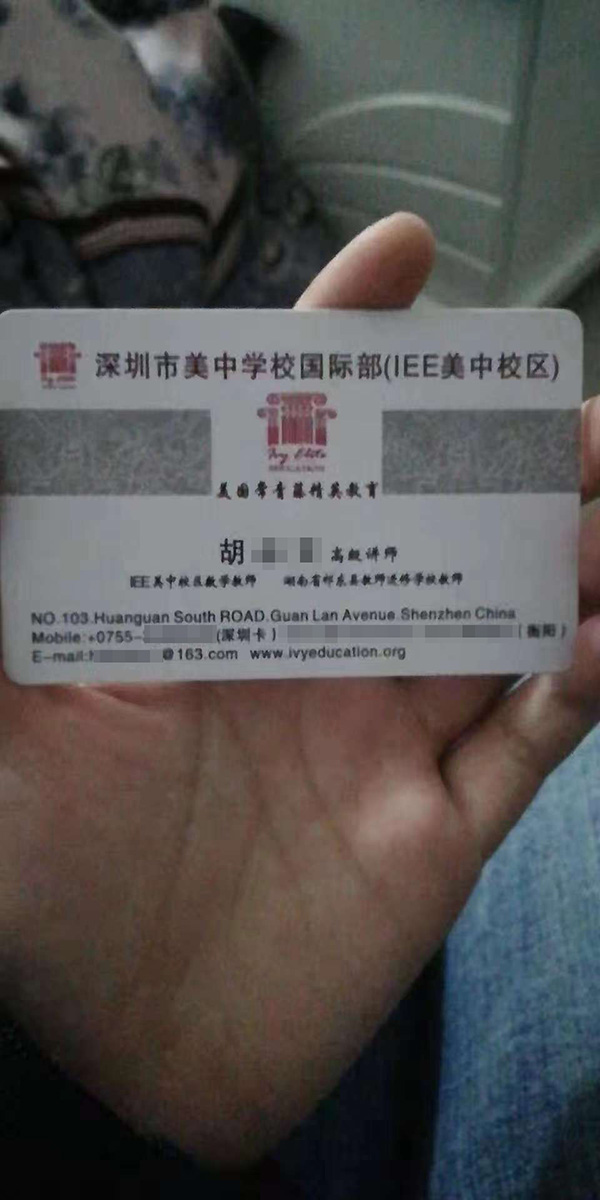 深圳市美中学校国际部(IEE美中校区)
Ivy Elite
EDUCATION
美国常青藤精英教育
胡 高级讲师
IEE美中校区数学教师 湖南省祁东县教师进修学校教师
NO.103.Huanguan South ROAD.Guan Lan Avenue Shenzhen China
Mobile:+0755- (深圳卡) (衡阳)
E-mail:h @163.com www.ivyeducation.org